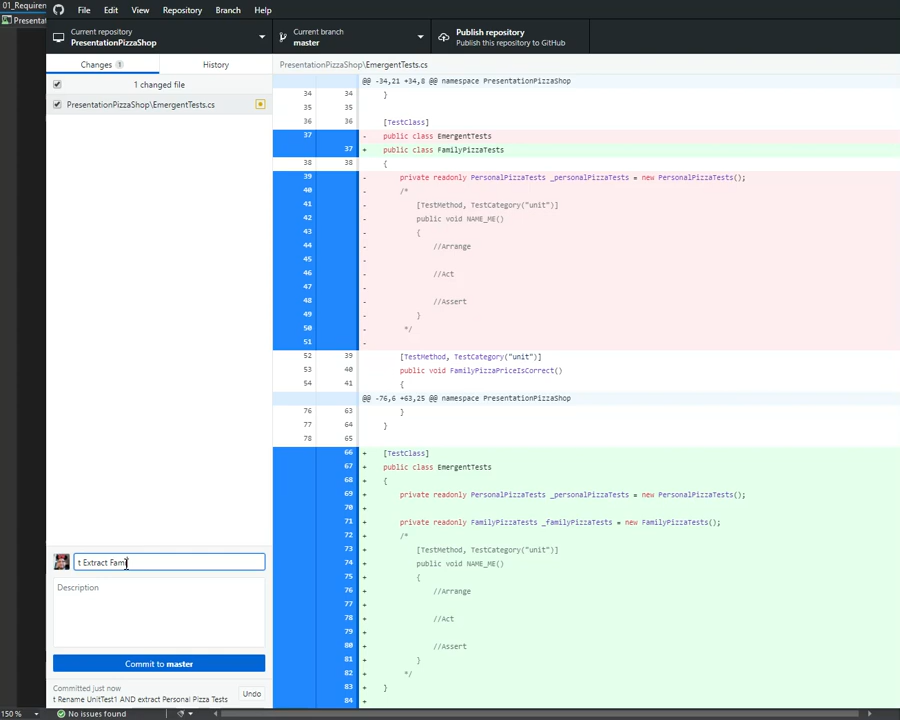 01_Requirem
Presentat
File Edit View Repository Branch Help
Current repository
PresentationPizzaShop
Current branch
master
Publish repository
Publish this repository to GitHub
Changes 1
History
PresentationPizzaShop\EmergentTests.cs
1 changed file
PresentationPizzaShop\EmergentTests.cs
@@ -34,21 +34,8 @@ namespace PresentationPizzaShop
34 34 }
35 35
36 36 [TestClass]
37 - public class EmergentTests
37 + public class FamilyPizzaTests
38 38 {
39 - private readonly PersonalPizzaTests _personalPizzaTests = new PersonalPizzaTests();
40 - /*
41 - [TestMethod, TestCategory("unit")]
42 - public void NAME_ME()
43 - {
44 - //Arrange
45 -
46 - //Act
47 -
48 - //Assert
49 - }
50 - */
51 -
52 39 [TestMethod, TestCategory("unit")]
53 40 public void FamilyPizzaPriceIsCorrect()
54 41 {
@@ -76,6 +63,25 @@ namespace PresentationPizzaShop
76 63 }
77 64 }
78 65
66 + [TestClass]
67 + public class EmergentTests
68 + {
69 + private readonly PersonalPizzaTests _personalPizzaTests = new PersonalPizzaTests();
70 +
71 + private readonly FamilyPizzaTests _familyPizzaTests = new FamilyPizzaTests();
72 + /*
73 + [TestMethod, TestCategory("unit")]
74 + public void NAME_ME()
75 + {
76 + //Arrange
77 +
78 + //Act
79 +
80 + //Assert
81 + }
82 + */
83 + }
84 +
t Extract Fami
Description
Commit to master
Committed just now
t Rename UnitTest1 AND extract Personal Pizza Tests
Undo
150 %
No issues found